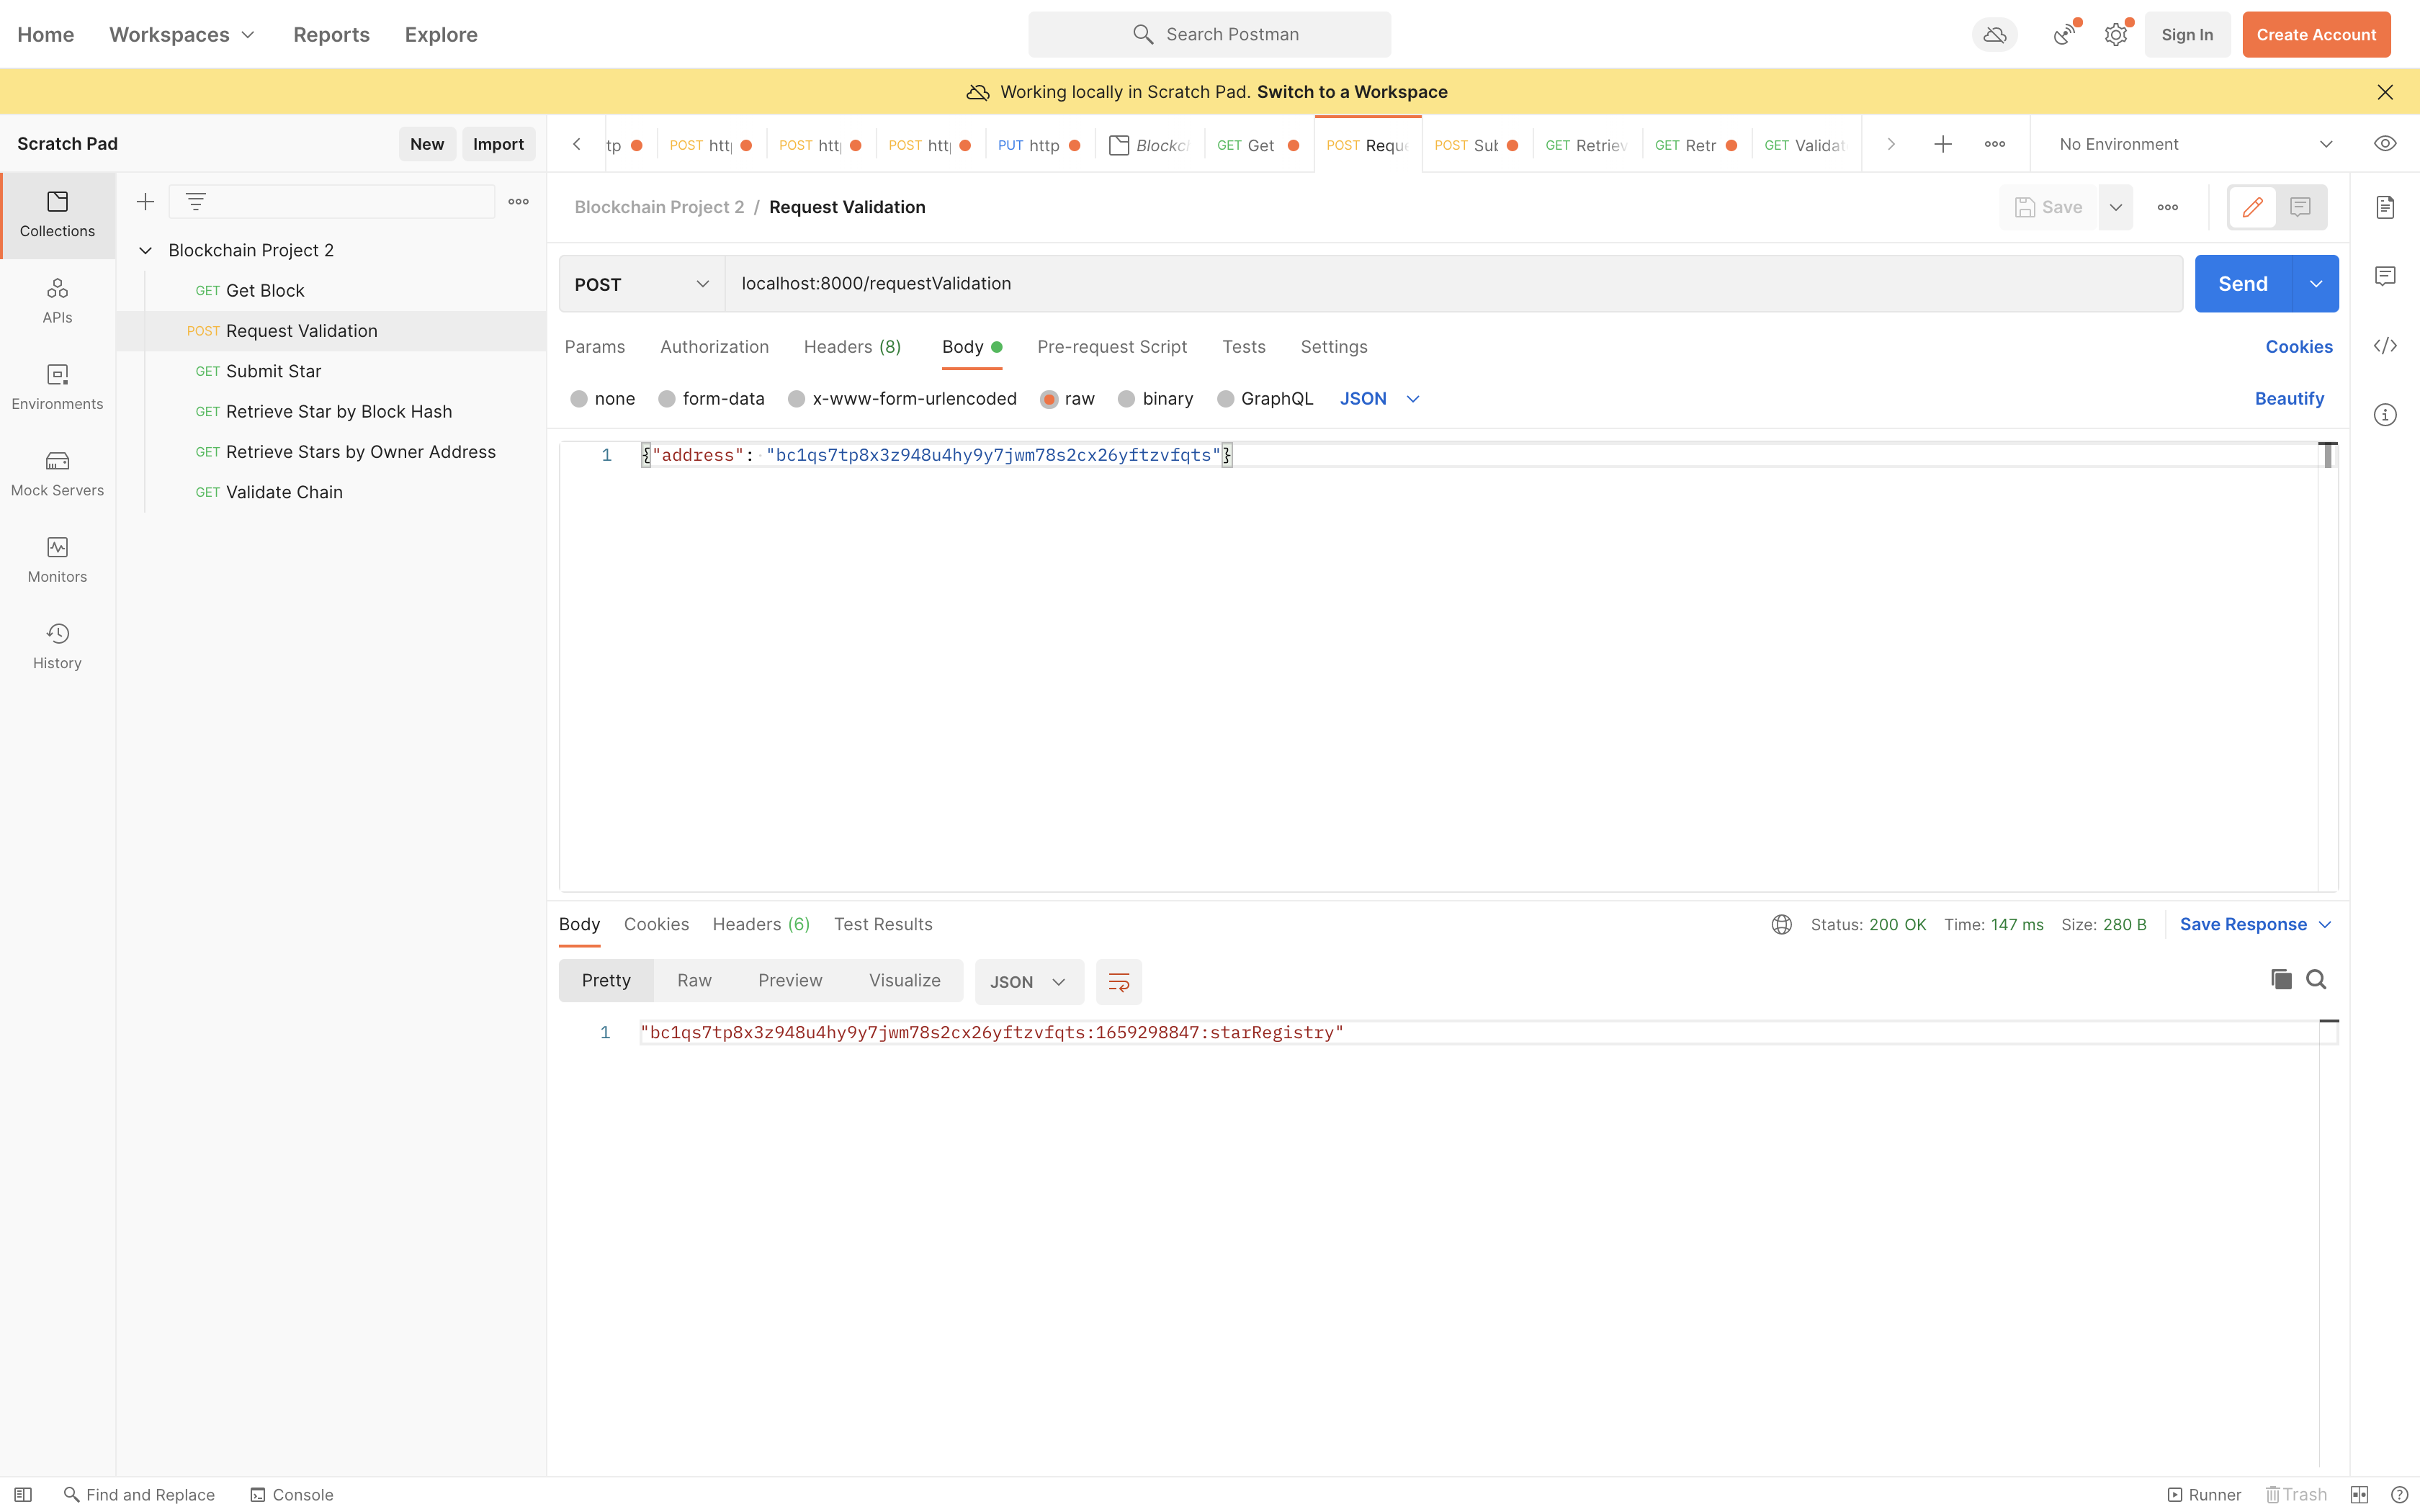 Home Workspaces Reports Explore Search Postman Sign In Create Account
Working locally in Scratch Pad. Switch to a Workspace
Scratch Pad New Import
tp POST htt POST htt POST htt PUT http Blockc GET Get POST Requ POST Sub GET Retriev GET Retr GET Validat No Environment
Collections
APIs
Environments
Mock Servers
Monitors
History
Blockchain Project 2
GET Get Block
POST Request Validation
GET Submit Star
GET Retrieve Star by Block Hash
GET Retrieve Stars by Owner Address
GET Validate Chain
Blockchain Project 2 / Request Validation Save
POST localhost:8000/requestValidation Send
Params Authorization Headers (8) Body Pre-request Script Tests Settings Cookies
none form-data x-www-form-urlencoded raw binary GraphQL JSON Beautify
1 {"address": "bc1qs7tp8x3z948u4hy9y7jwm78s2cx26yftzvfqts"}
Body Cookies Headers (6) Test Results Status: 200 OK Time: 147 ms Size: 280 B Save Response
Pretty Raw Preview Visualize JSON
1 "bc1qs7tp8x3z948u4hy9y7jwm78s2cx26yftzvfqts:1659298847:starRegistry"
Find and Replace Console Runner Trash